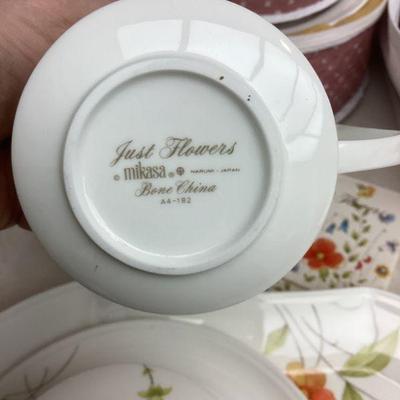 Just Flowers
© mikasa ® NARUMI - JAPAN
Bone China
A4-182